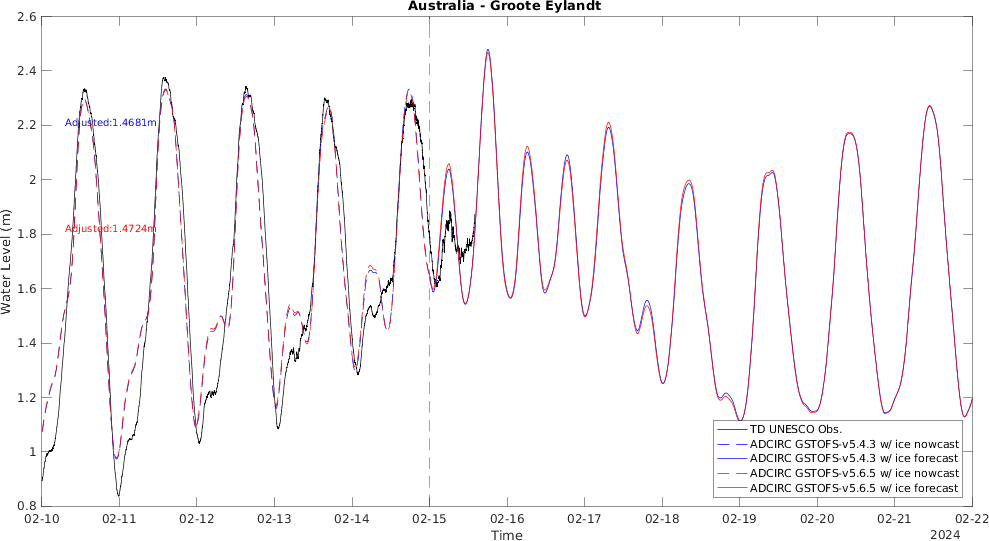 Australia - Groote Eylandt
2.6
2.4
2.2
2
1.8
1.6
1.4
1.2
1
0.8
Water Level (m)
Adjusted:1.4681m
Adjusted:1.4724m
TD UNESCO Obs.
ADCIRC GSTOFS-v5.4.3 w/ ice nowcast
ADCIRC GSTOFS-v5.4.3 w/ ice forecast
ADCIRC GSTOFS-v5.6.5 w/ ice nowcast
ADCIRC GSTOFS-v5.6.5 w/ ice forecast
02-10 02-11 02-12 02-13 02-14 02-15 02-16 02-17 02-18 02-19 02-20 02-21 02-22
Time
2024